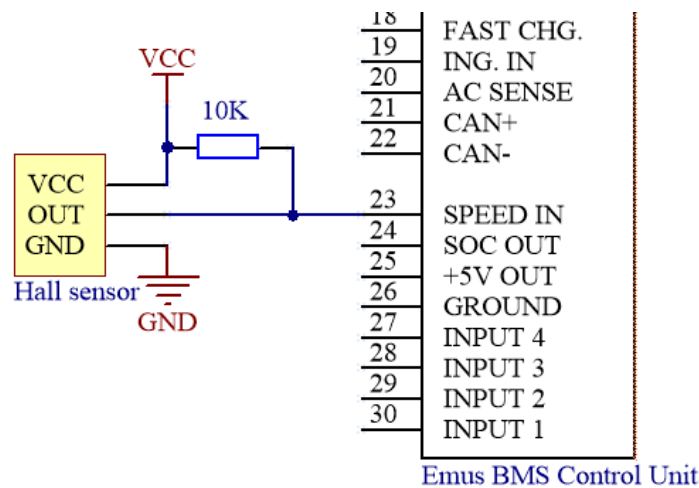 VCC
10K
VCC
OUT
GND
Hall sensor
GND
18 FAST CHG.
19 ING. IN
20 AC SENSE
21 CAN+
22 CAN-
23 SPEED IN
24 SOC OUT
25 +5V OUT
26 GROUND
27 INPUT 4
28 INPUT 3
29 INPUT 2
30 INPUT 1
Emus BMS Control Unit